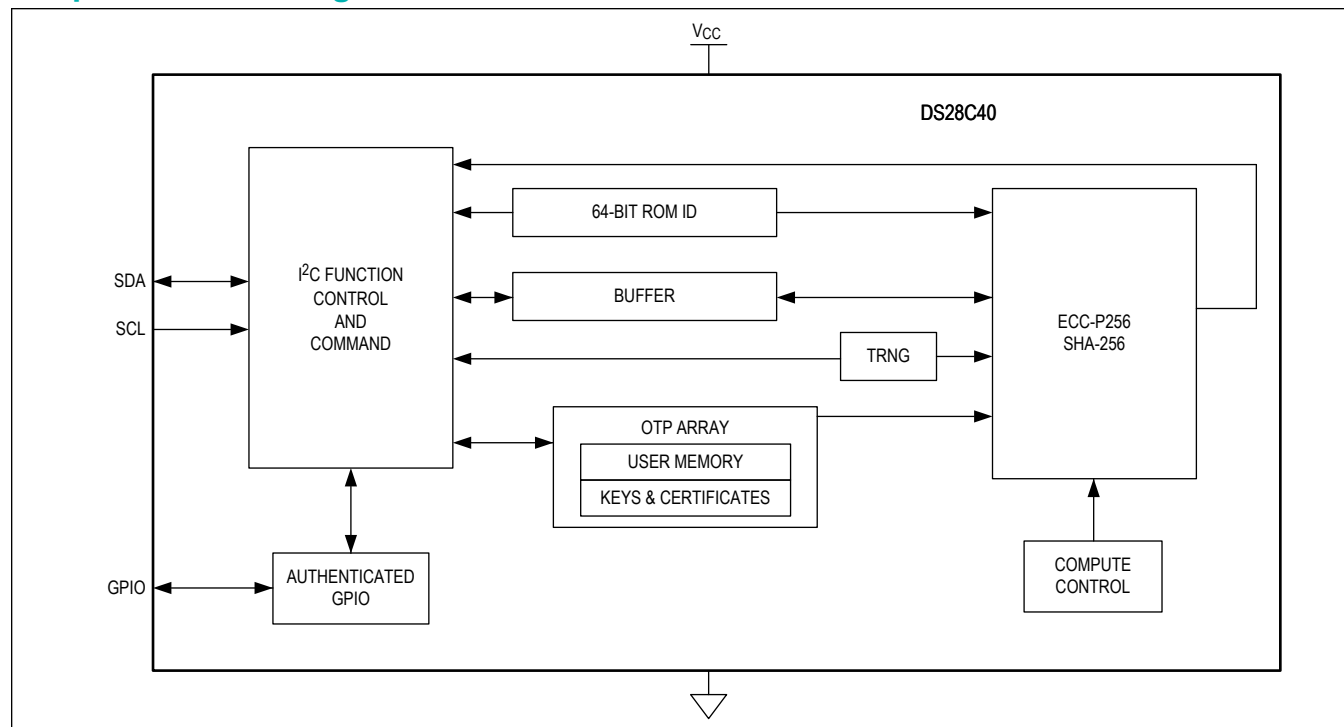 VCC
DS28C40
64-BIT ROM ID
SDA
I²C FUNCTION
CONTROL
AND
COMMAND
BUFFER
ECC-P256
SHA-256
SCL
TRNG
OTP ARRAY
USER MEMORY
KEYS & CERTIFICATES
GPIO
AUTHENTICATED
GPIO
COMPUTE
CONTROL